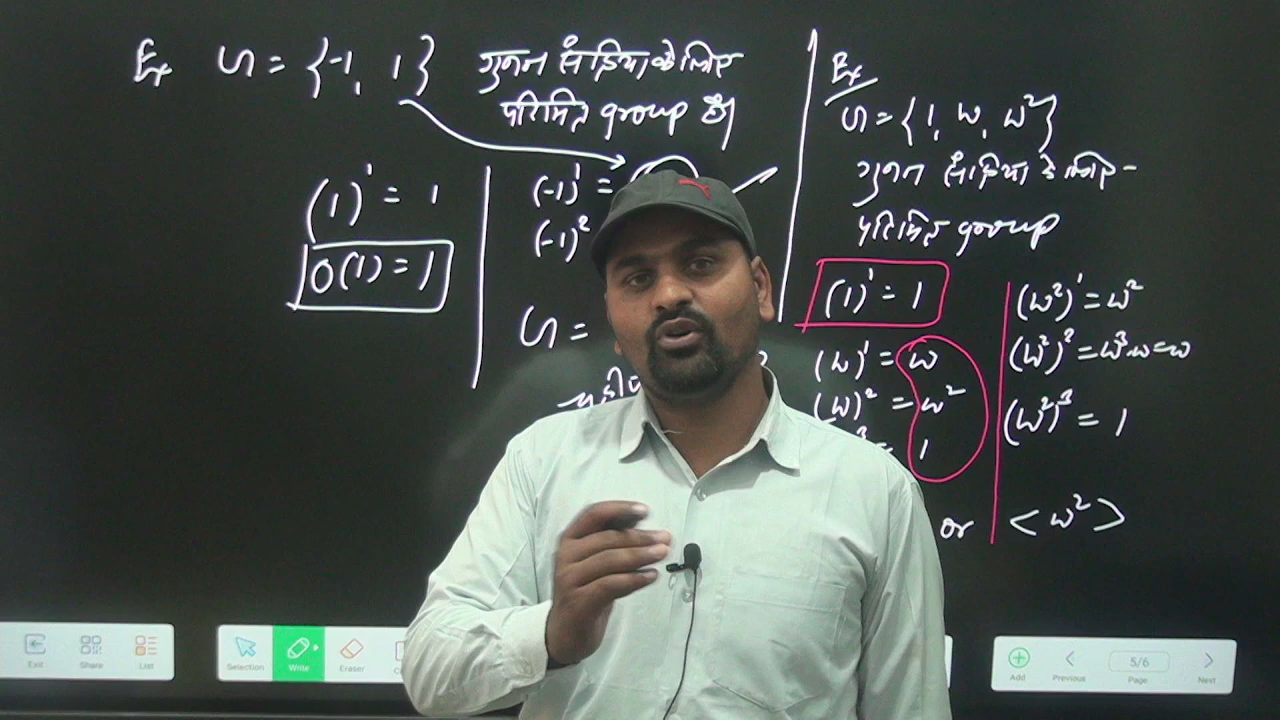 Ex G = {-1, 1} गुणन संक्रिया के लिए
परिमित group है।
(1)¹ = 1
O(1) = 1
(-1)¹ =
(-1)²
G =
Ex
G = {1, ω, ω²}
गुणन संक्रिया के लिए -
परिमित group
(1)¹ = 1
(ω)¹ = ω
(ω)² = ω²
³ = 1
(ω²)¹ = ω²
(ω²)² = ω³·ω = ω
(ω²)³ = 1
or < ω² >
Exit
Share
List
Selection
Write
Eraser
Add
Previous
5/6
Page
Next